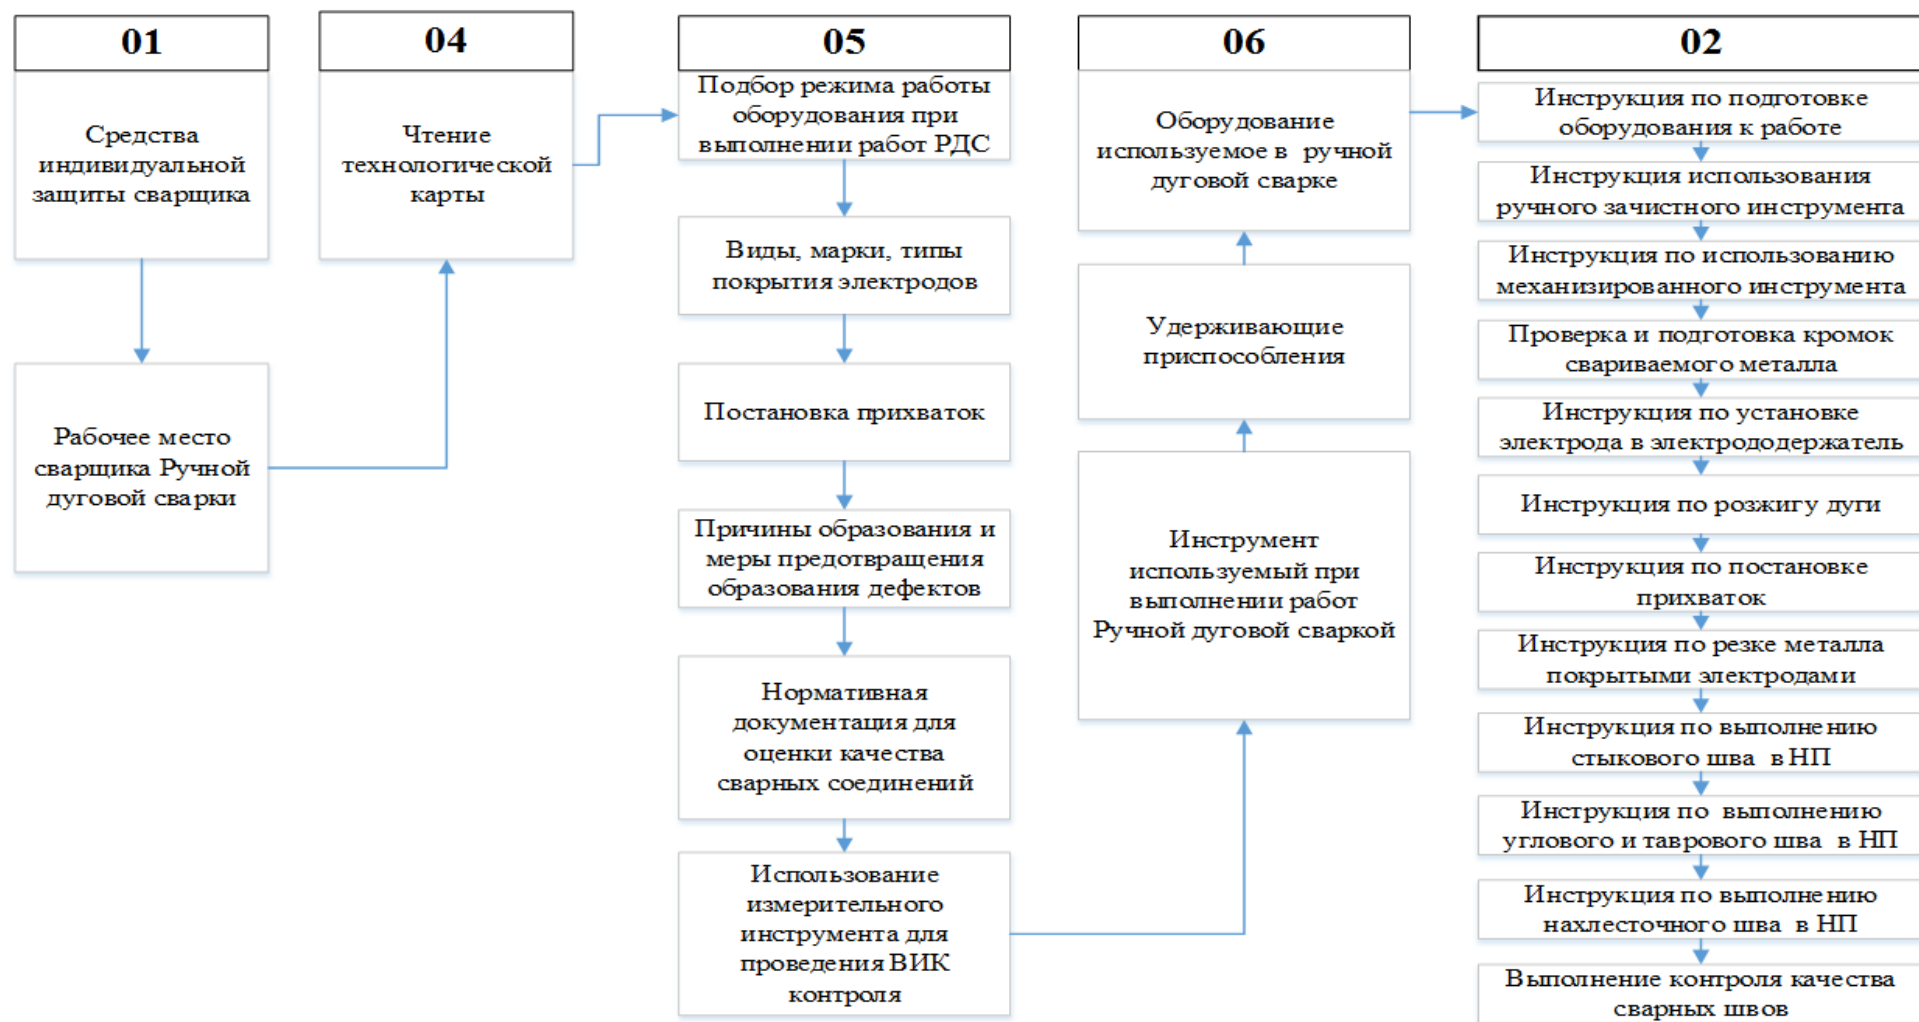 01
Средства
индивидуальной
защиты сварщика
Рабочее место
сварщика Ручной
дуговой сварки
04
Чтение
технологической
карты
05
Подбор режима работы
оборудования при
выполнении работ РДС
Виды, марки, типы
покрытия электродов
Постановка прихваток
Причины образования и
меры предотвращения
образования дефектов
Нормативная
документация для
оценки качества
сварных соединений
Использование
измерительного
инструмента для
проведения ВИК
контроля
06
Оборудование
используемое в ручной
дуговой сварке
Удерживающие
приспособления
Инструмент
используемый при
выполнении работ
Ручной дуговой сваркой
02
Инструкция по подготовке
оборудования к работе
Инструкция использования
ручного зачистного инструмента
Инструкция по использованию
механизированного инструмента
Проверка и подготовка кромок
свариваемого металла
Инструкция по установке
электрода в электрододержатель
Инструкция по розжигу дуги
Инструкция по постановке
прихваток
Инструкция по резке металла
покрытыми электродами
Инструкция по выполнению
стыкового шва в НП
Инструкция по выполнению
углового и таврового шва в НП
Инструкция по выполнению
нахлесточного шва в НП
Выполнение контроля качества
сварных швов